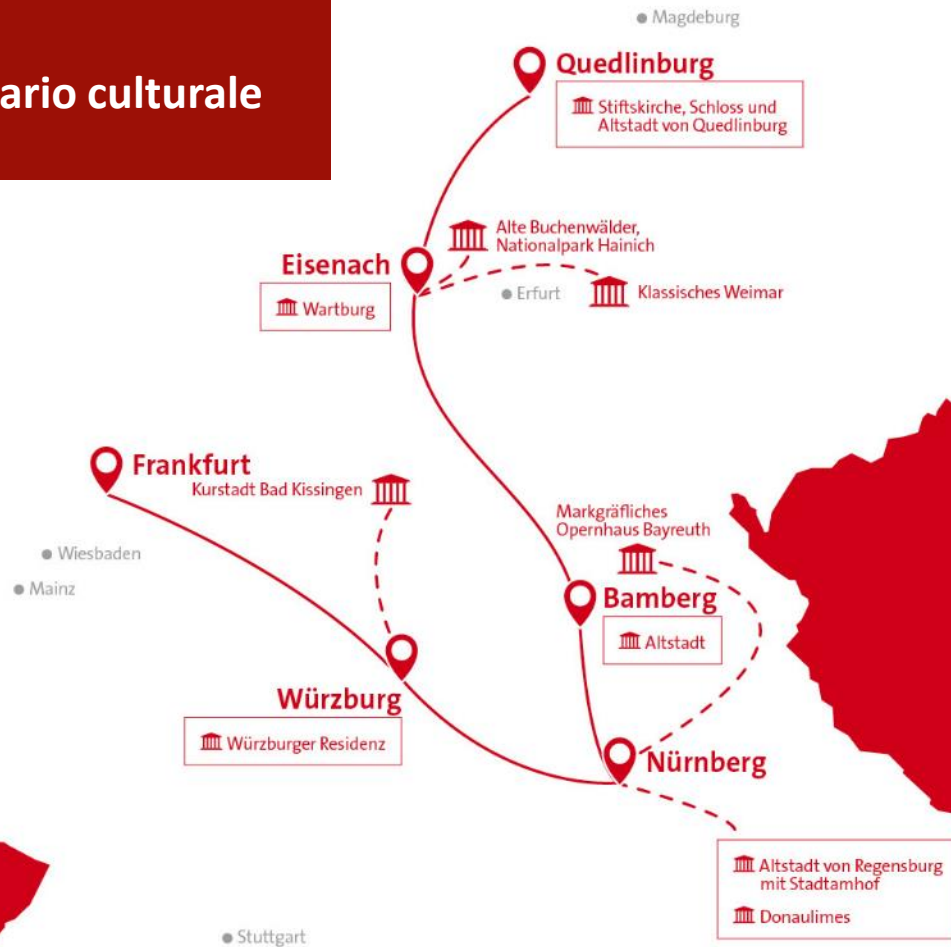 ario culturale
Magdeburg
Quedlinburg
Stiftskirche, Schloss und
Altstadt von Quedlinburg
Alte Buchenwälder,
Nationalpark Hainich
Eisenach
Wartburg
Erfurt
Klassisches Weimar
Frankfurt
Kurstadt Bad Kissingen
Markgräfliches
Opernhaus Bayreuth
Wiesbaden
Mainz
Bamberg
Altstadt
Würzburg
Würzburger Residenz
Nürnberg
Altstadt von Regensburg
mit Stadtamhof
Donaulimes
Stuttgart